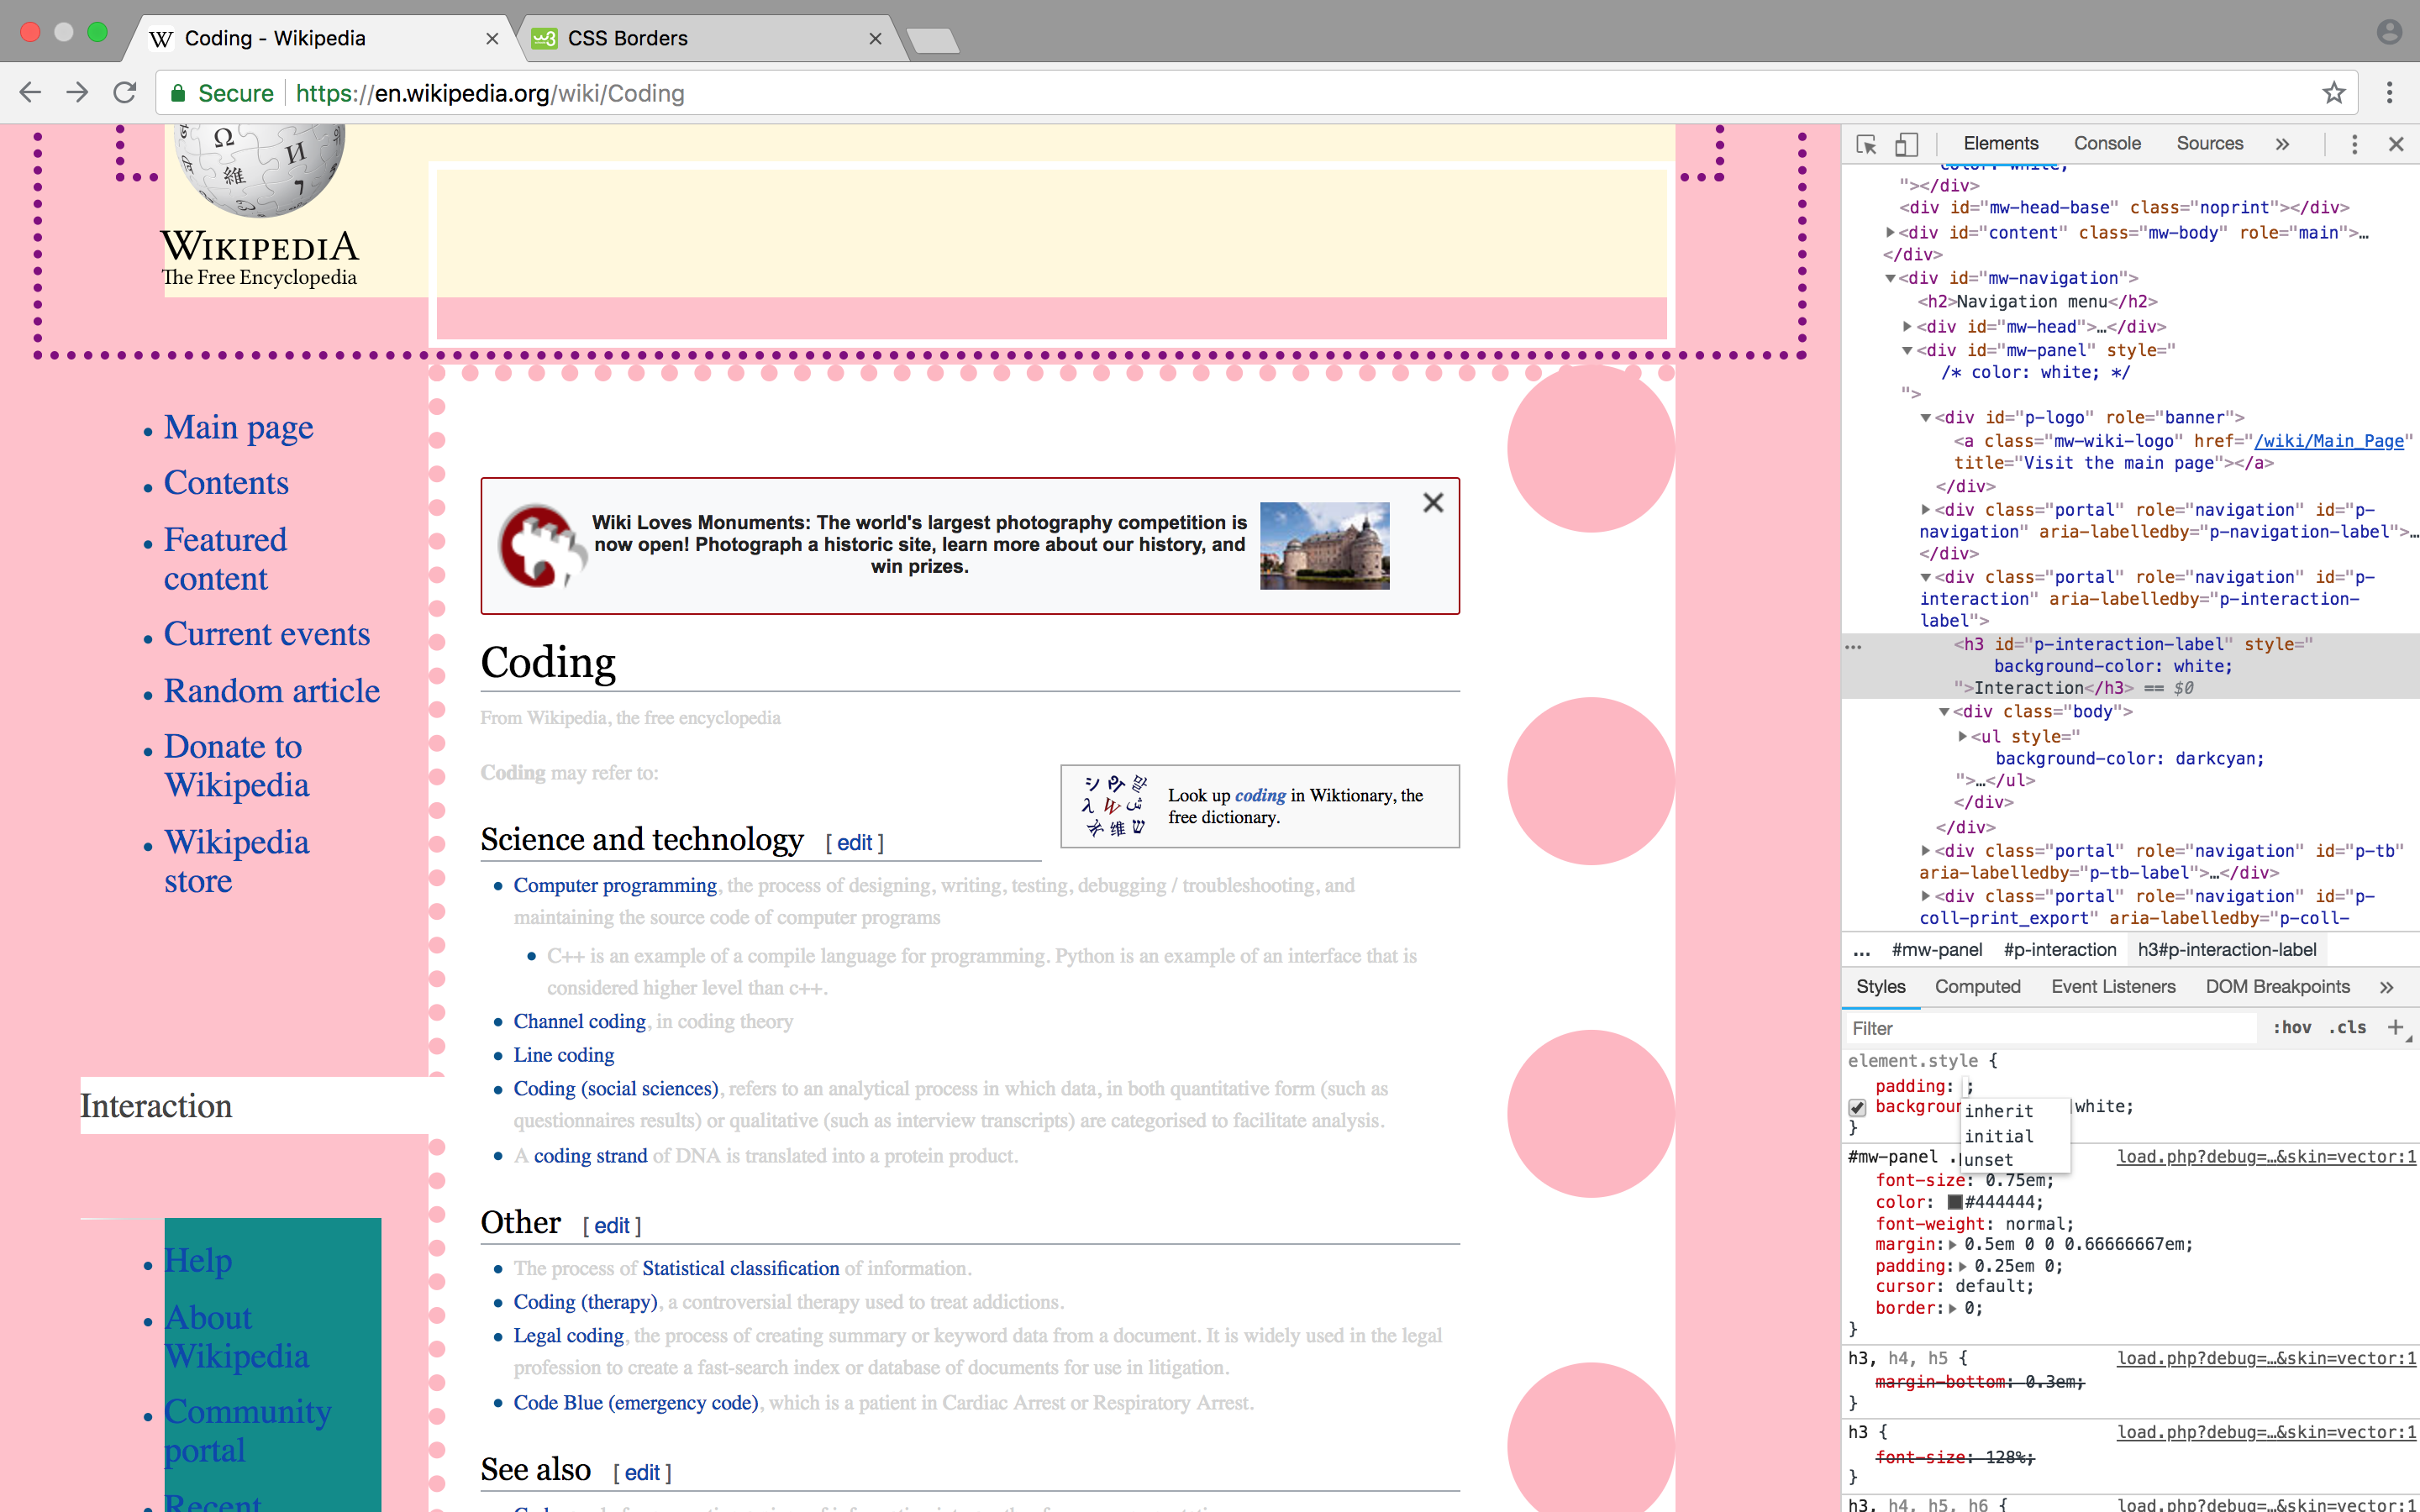 Coding - Wikipedia
CSS Borders
Secure
https://en.wikipedia.org/wiki/Coding
WIKIPEDIA
The Free Encyclopedia
Main page
Contents
Featured
content
Current events
Random article
Donate to
Wikipedia
Wikipedia
store
Interaction
Help
About
Wikipedia
Community
portal
Recent
Wiki Loves Monuments: The world's largest photography competition is
now open! Photograph a historic site, learn more about our history, and
win prizes.
Coding
From Wikipedia, the free encyclopedia
Coding may refer to:
Look up coding in Wiktionary, the
free dictionary.
Science and technology [ edit ]
Computer programming, the process of designing, writing, testing, debugging / troubleshooting, and
maintaining the source code of computer programs
C++ is an example of a compile language for programming. Python is an example of an interface that is
considered higher level than c++.
Channel coding, in coding theory
Line coding
Coding (social sciences), refers to an analytical process in which data, in both quantitative form (such as
questionnaires results) or qualitative (such as interview transcripts) are categorised to facilitate analysis.
A coding strand of DNA is translated into a protein product.
Other [ edit ]
The process of Statistical classification of information.
Coding (therapy), a controversial therapy used to treat addictions.
Legal coding, the process of creating summary or keyword data from a document. It is widely used in the legal
profession to create a fast-search index or database of documents for use in litigation.
Code Blue (emergency code), which is a patient in Cardiac Arrest or Respiratory Arrest.
See also [ edit ]
Elements Console Sources »
color: white;
"></div>
<div id="mw-head-base" class="noprint"></div>
<div id="content" class="mw-body" role="main">…
</div>
<div id="mw-navigation">
<h2>Navigation menu</h2>
<div id="mw-head">…</div>
<div id="mw-panel" style="
/* color: white; */
">
<div id="p-logo" role="banner">
<a class="mw-wiki-logo" href="/wiki/Main_Page"
title="Visit the main page"></a>
</div>
<div class="portal" role="navigation" id="p-
navigation" aria-labelledby="p-navigation-label">…
</div>
<div class="portal" role="navigation" id="p-
interaction" aria-labelledby="p-interaction-
label">
<h3 id="p-interaction-label" style="
background-color: white;
">Interaction</h3> == $0
<div class="body">
<ul style="
background-color: darkcyan;
">…</ul>
</div>
</div>
<div class="portal" role="navigation" id="p-tb"
aria-labelledby="p-tb-label">…</div>
<div class="portal" role="navigation" id="p-
coll-print_export" aria-labelledby="p-coll-
... #mw-panel #p-interaction h3#p-interaction-label
Styles Computed Event Listeners DOM Breakpoints »
Filter :hov .cls +
element.style {
padding: ;
backgroun white;
inherit
}
initial
#mw-panel . load.php?debug=…&skin=vector:1
unset
font-size: 0.75em;
color: #444444;
font-weight: normal;
margin: 0.5em 0 0 0.66666667em;
padding: 0.25em 0;
cursor: default;
border: 0;
}
h3, h4, h5 { load.php?debug=…&skin=vector:1
margin-bottom: 0.3em;
}
h3 { load.php?debug=…&skin=vector:1
font-size: 128%;
}
h3, h4, h5, h6 { load.php?debug=…&skin=vector:1